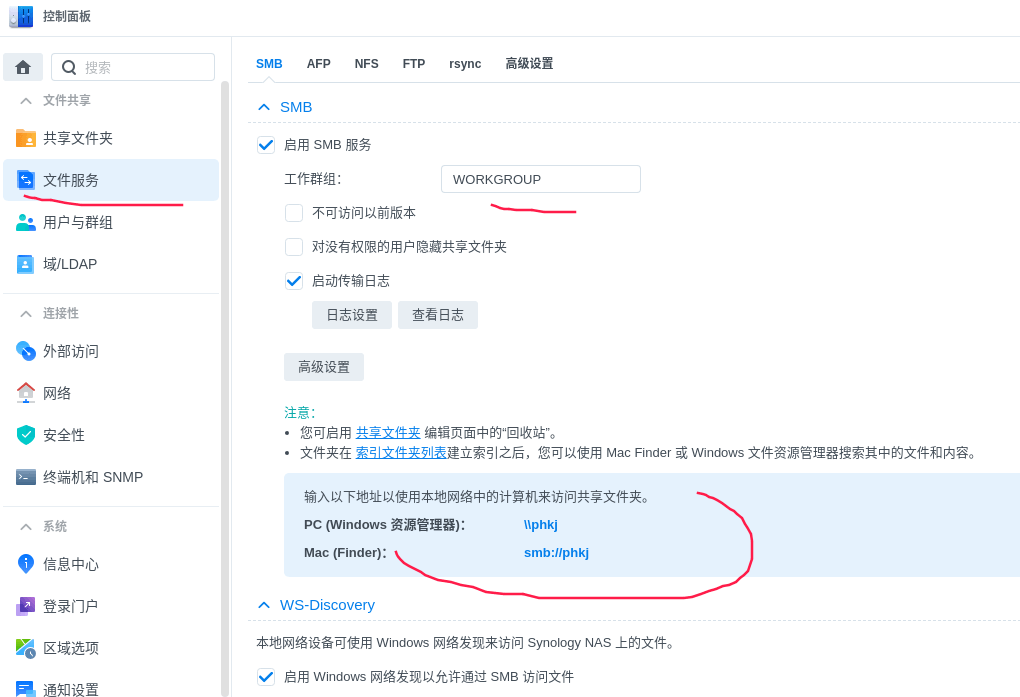 控制面板
搜索
文件共享
共享文件夹
文件服务
用户与群组
域/LDAP
连接性
外部访问
网络
安全性
终端机和 SNMP
系统
信息中心
登录门户
区域选项
通知设置
SMB AFP NFS FTP rsync 高级设置
SMB
启用 SMB 服务
工作群组： WORKGROUP
不可访问以前版本
对没有权限的用户隐藏共享文件夹
启动传输日志
日志设置 查看日志
高级设置
注意：
• 您可启用 共享文件夹 编辑页面中的“回收站”。
• 文件夹在 索引文件夹列表建立索引之后，您可以使用 Mac Finder 或 Windows 文件资源管理器搜索其中的文件和内容。
输入以下地址以使用本地网络中的计算机来访问共享文件夹。
PC (Windows 资源管理器)： \\phkj
Mac (Finder)： smb://phkj
WS-Discovery
本地网络设备可使用 Windows 网络发现来访问 Synology NAS 上的文件。
启用 Windows 网络发现以允许通过 SMB 访问文件